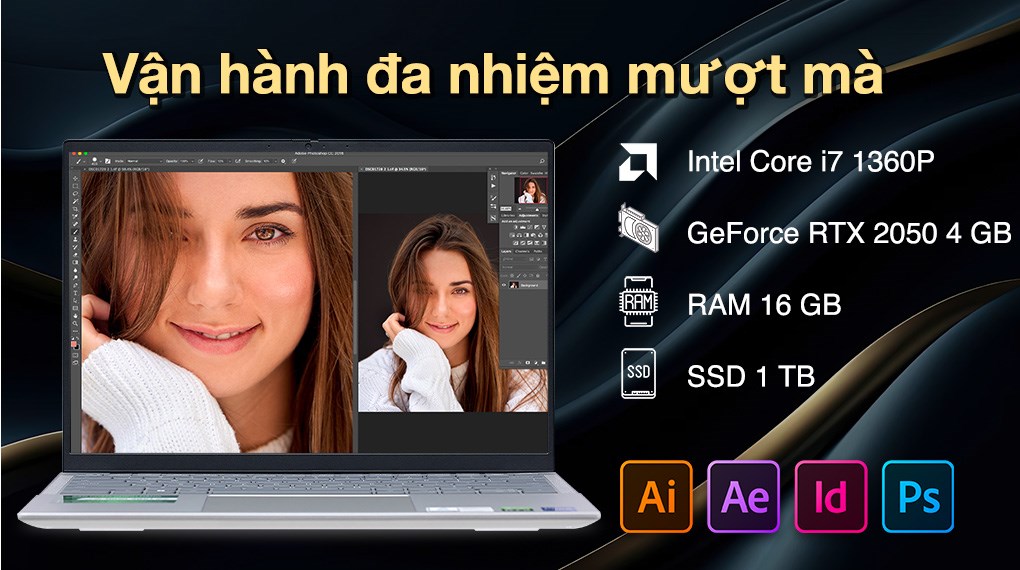 Vận hành đa nhiệm mượt mà
Intel Core i7 1360P
GeForce RTX 2050 4 GB
RAM
RAM 16 GB
SSD
SSD 1 TB
Ai Ae Id Ps